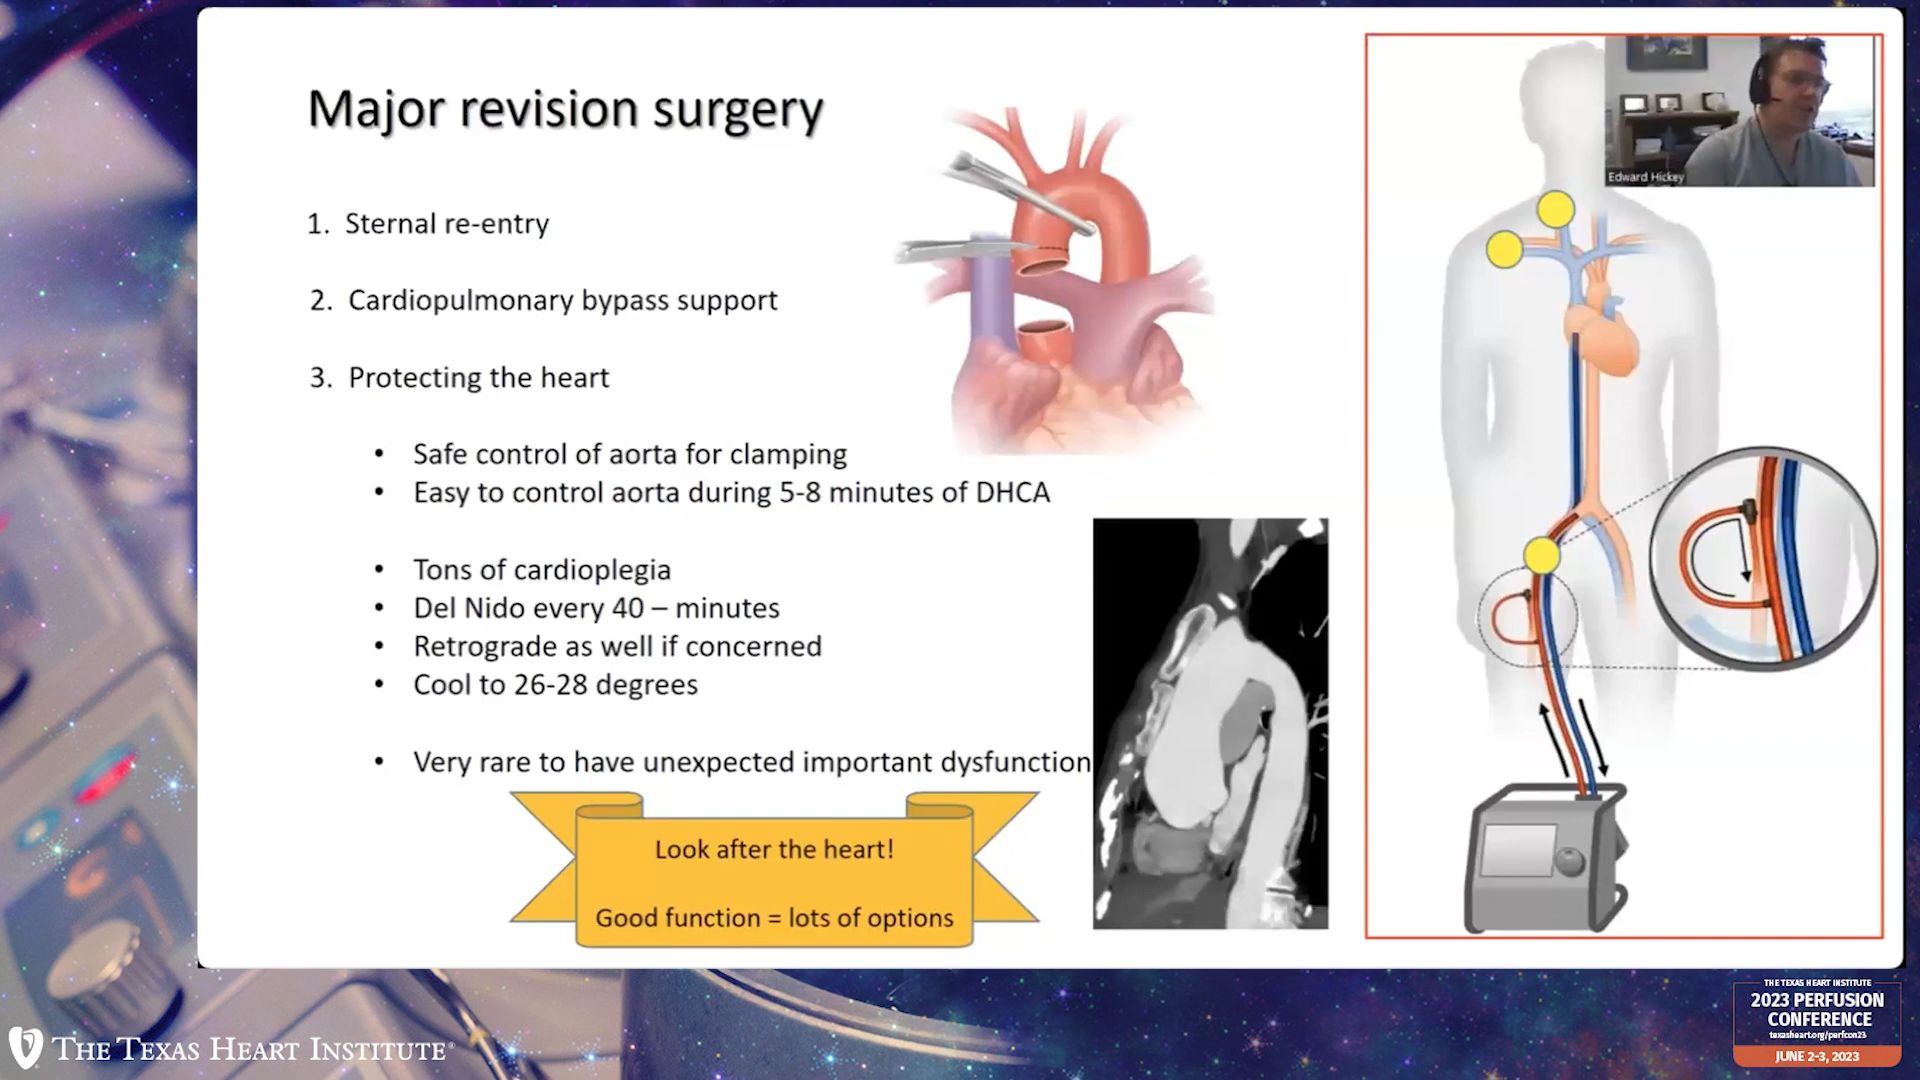 Major revision surgery
1. Sternal re-entry
2. Cardiopulmonary bypass support
3. Protecting the heart
• Safe control of aorta for clamping
• Easy to control aorta during 5-8 minutes of DHCA
• Tons of cardioplegia
• Del Nido every 40 – minutes
• Retrograde as well if concerned
• Cool to 26-28 degrees
• Very rare to have unexpected important dysfunction
Look after the heart!
Good function = lots of options
Edward Hickey
THE TEXAS HEART INSTITUTE®
THE TEXAS HEART INSTITUTE
2023 PERFUSION
CONFERENCE
texasheart.org/perfcon23
JUNE 2-3, 2023